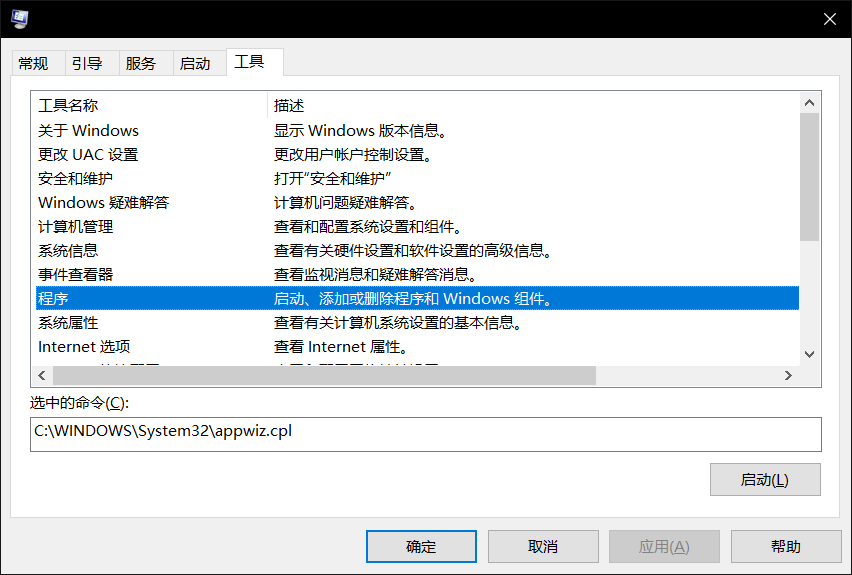 常规 引导 服务 启动 工具
工具名称 描述
关于 Windows 显示 Windows 版本信息。
更改 UAC 设置 更改用户帐户控制设置。
安全和维护 打开“安全和维护”
Windows 疑难解答 计算机问题疑难解答。
计算机管理 查看和配置系统设置和组件。
系统信息 查看有关硬件设置和软件设置的高级信息。
事件查看器 查看监视消息和疑难解答消息。
程序 启动、添加或删除程序和 Windows 组件。
系统属性 查看有关计算机系统设置的基本信息。
Internet 选项 查看 Internet 属性。
选中的命令(C):
C:\WINDOWS\System32\appwiz.cpl
启动(L)
确定 取消 应用(A) 帮助